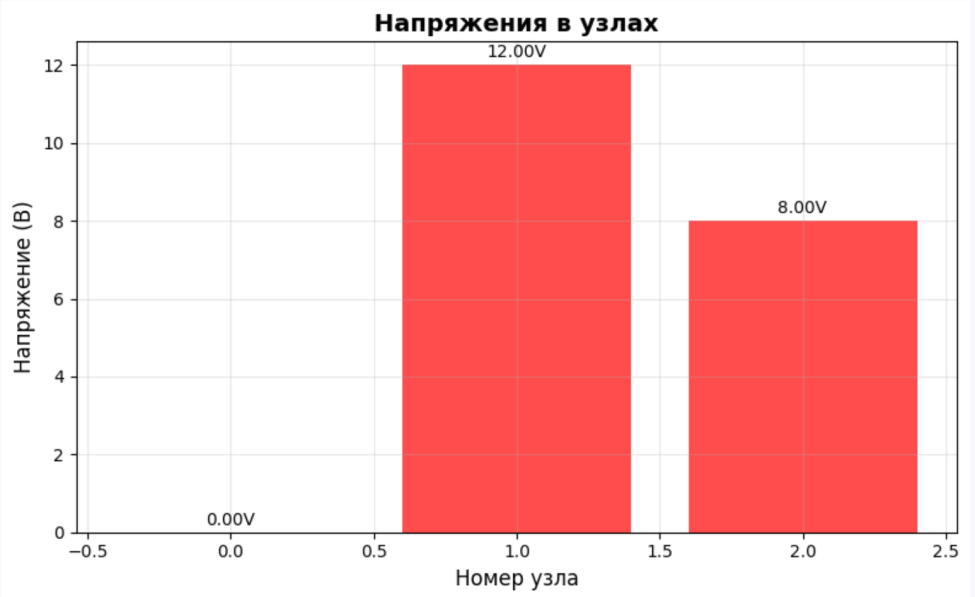 Напряжения в узлах
12.00V
8.00V
0.00V
Напряжение (В)
12
10
8
6
4
2
0
−0.5 0.0 0.5 1.0 1.5 2.0 2.5
Номер узла